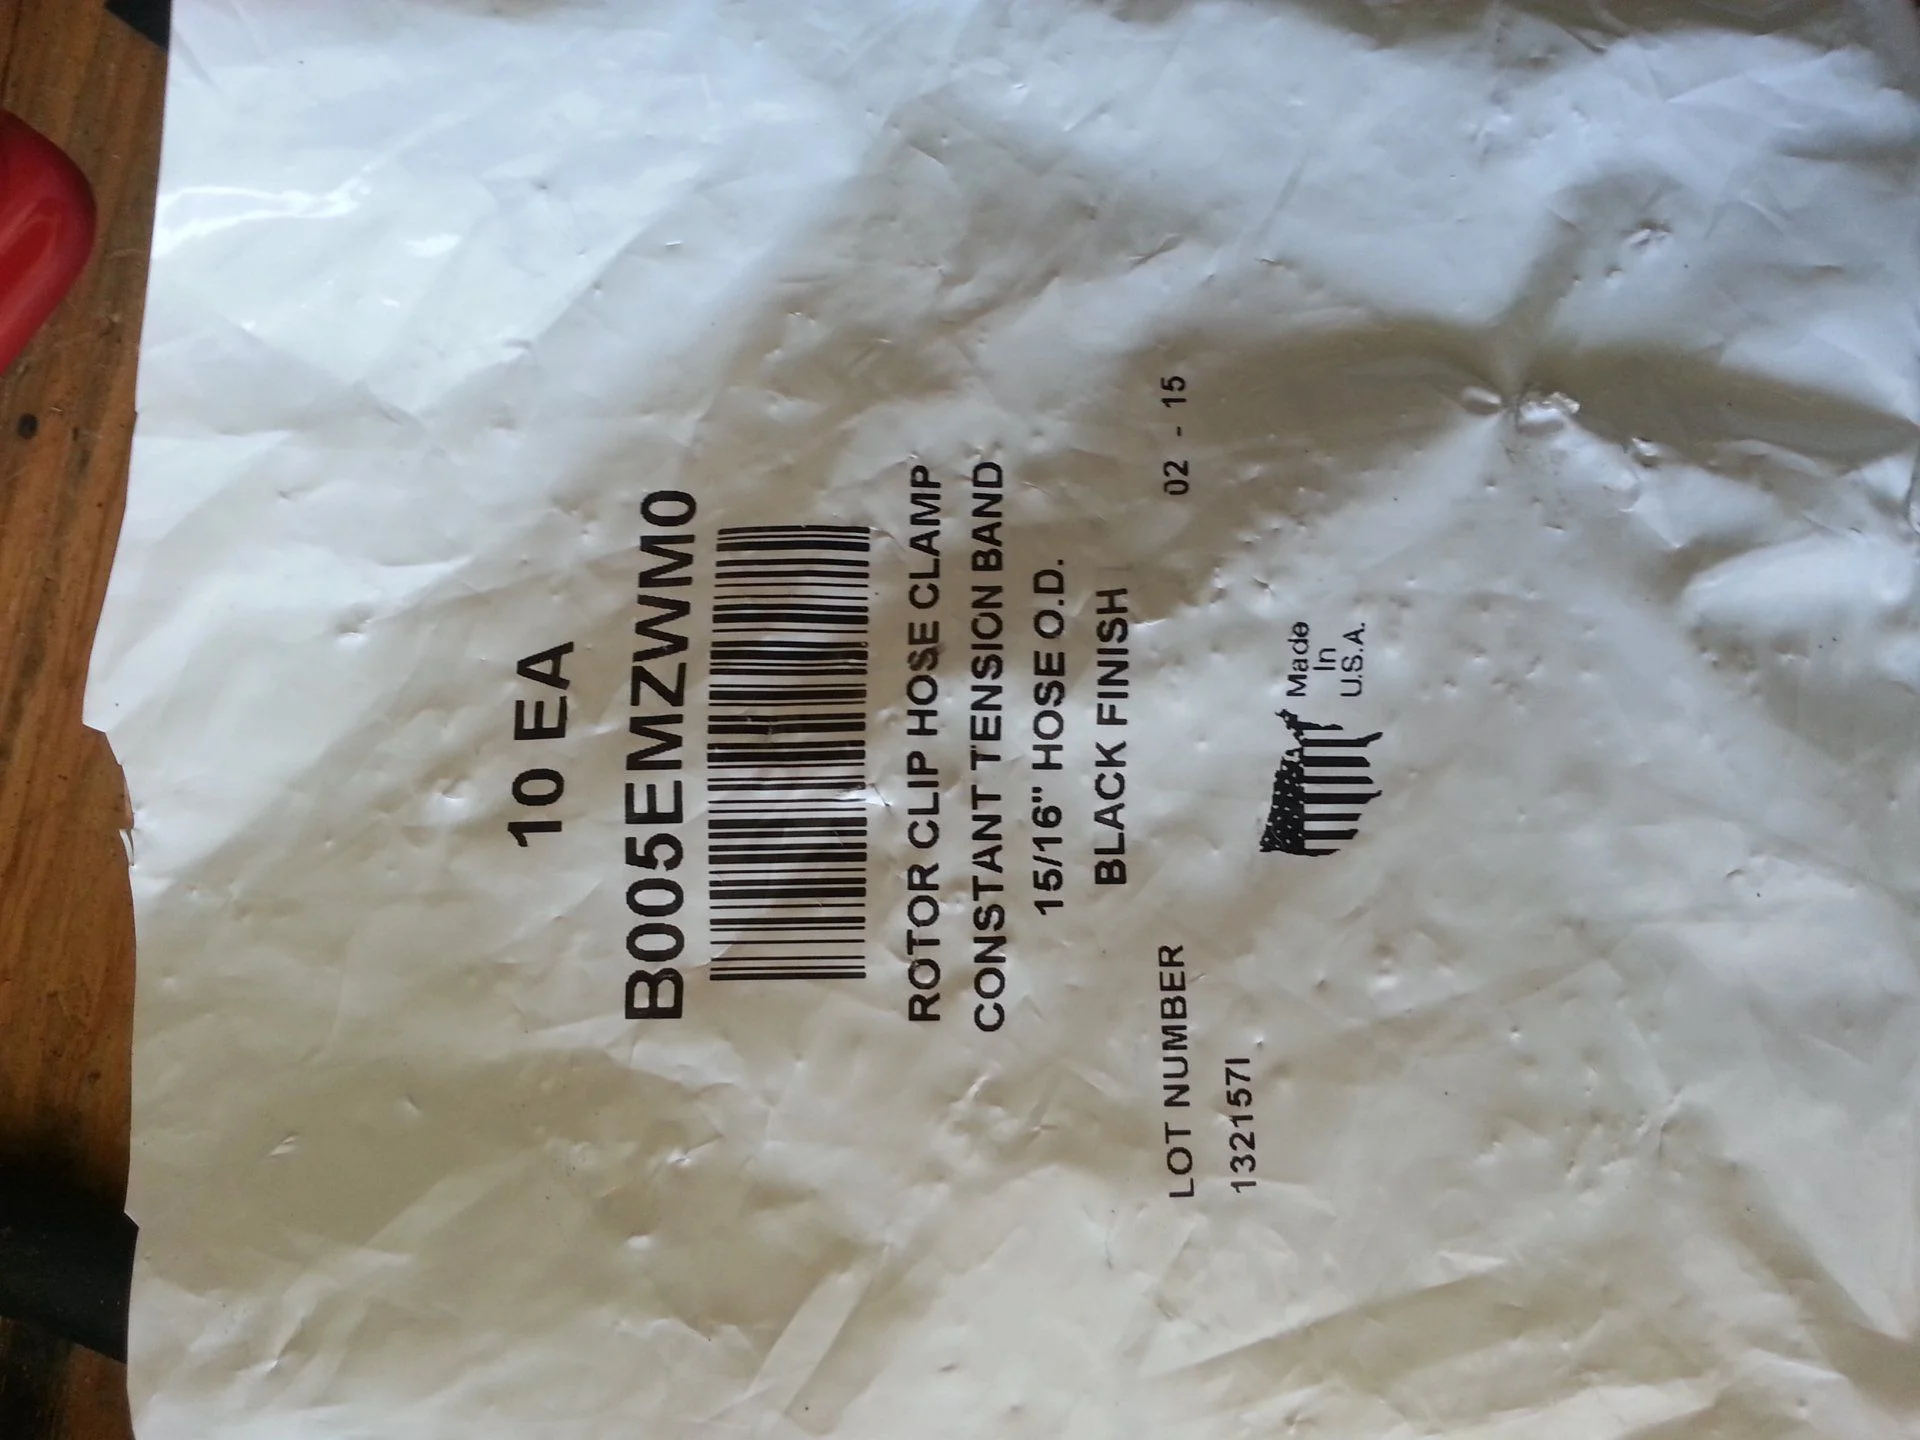 10 EA
B005EMZWM0
ROTOR CLIP HOSE CLAMP
CONSTANT TENSION BAND
15/16" HOSE O.D.
BLACK FINISH
LOT NUMBER 02 - 15
1321571
Made
In
U.S.A.